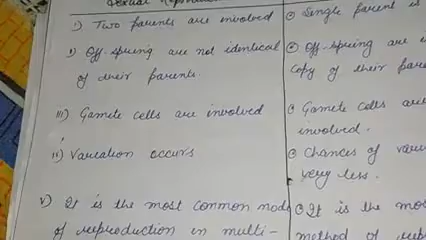 Sexual
i) Two parents are involved
Single parent is
i) Off-spring are not identical
of their parents.
Off-spring are
copy of their
iii) Gamete cells are involved
Gamete cells are
involved.
iv) Variation occurs
Chances of
very less.
v) It is the most common mode
of reproduction in multi-
It is the
method of